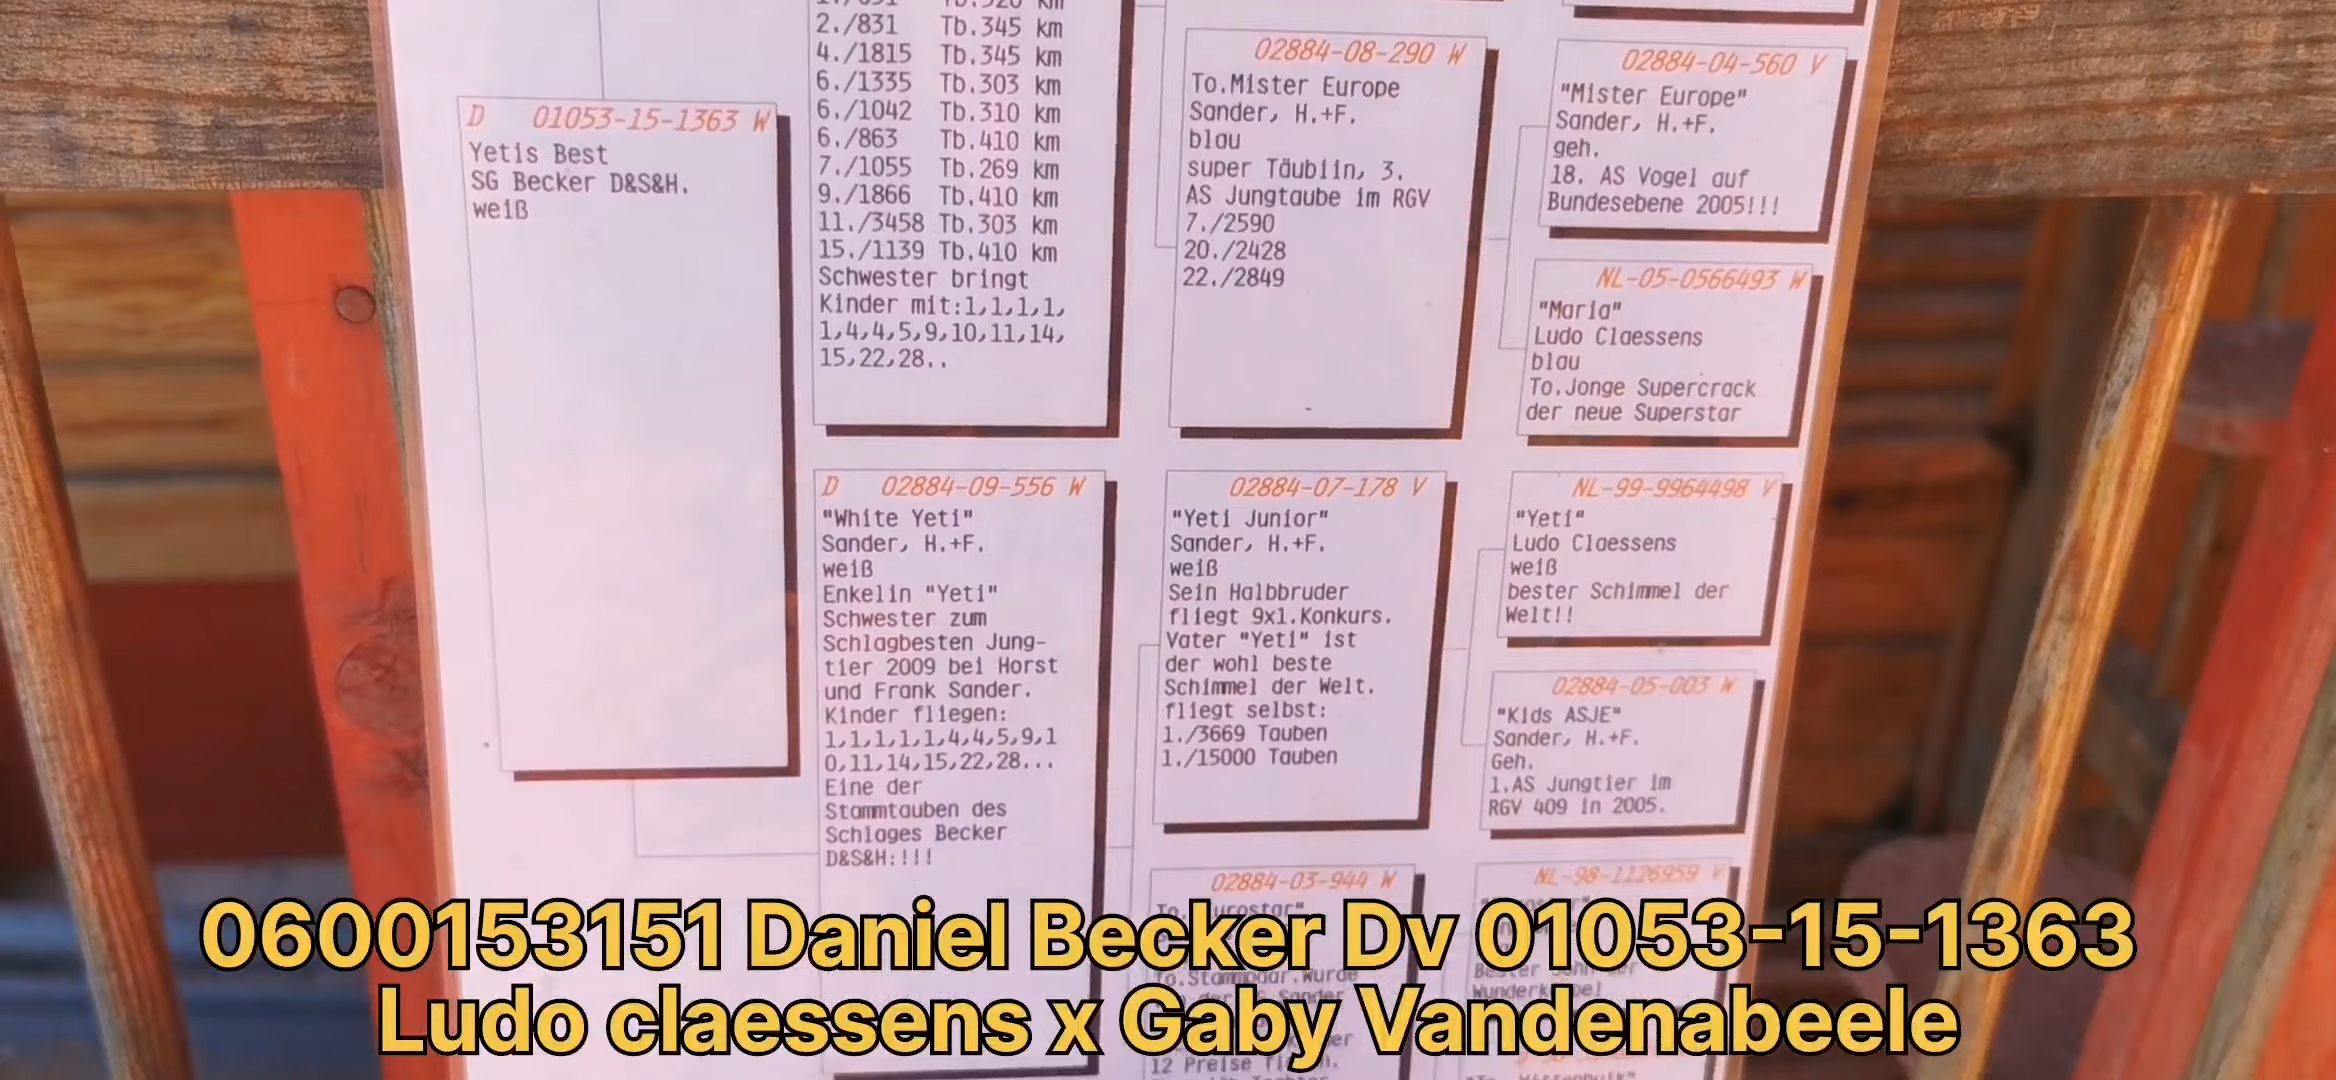 2./831 Tb.345 km
4./1815 Tb.345 km
6./1335 Tb.303 km
6./1042 Tb.310 km
6./863 Tb.410 km
7./1055 Tb.269 km
9./1866 Tb.410 km
11./3458 Tb.303 km
15./1139 Tb.410 km
Schwester bringt
Kinder mit:1,1,1,1,
1,4,4,5,9,10,11,14,
15,22,28..
D 01053-15-1363 W
Yetis Best
SG Becker D&S&H.
weiß
D 02884-09-556 W
"White Yeti"
Sander, H.+F.
weiß
Enkelin "Yeti"
Schwester zum
Schlagbesten Jung-
tier 2009 bei Horst
und Frank Sander.
Kinder fliegen:
1,1,1,1,1,4,4,5,9,1
0,11,14,15,22,28...
Eine der
Stammtauben des
Schlages Becker
D&S&H:!!!
02884-08-290 W
To.Mister Europe
Sander, H.+F.
blau
super Täubiin, 3.
AS Jungtaube im RGV
7./2590
20./2428
22./2849
02884-07-178 V
"Yeti Junior"
Sander, H.+F.
weiß
Sein Halbbruder
fliegt 9x1.Konkurs.
Vater "Yeti" ist
der wohl beste
Schimmel der Welt.
fliegt selbst:
1./3669 Tauben
1./15000 Tauben
02884-03-944 W
To.
To.Stammpaar.Wurde
Sander
12 Preise
02884-04-560 V
"Mister Europe"
Sander, H.+F.
geh.
18. AS Vogel auf
Bundesebene 2005!!!
NL-05-0566493 W
"Maria"
Ludo Claessens
blau
To.Jonge Supercrack
der neue Superstar
NL-99-9964498 V
"Yeti"
Ludo Claessens
weiß
bester Schimmel der
Welt!!
02884-05-003 W
"Kids ASJE"
Sander, H.+F.
Geh.
1.AS Jungtier im
RGV 409 in 2005.
NL-98-1126959 V
0600153151 Daniel Becker Dv 01053-15-1363
Ludo claessens x Gaby Vandenabeele